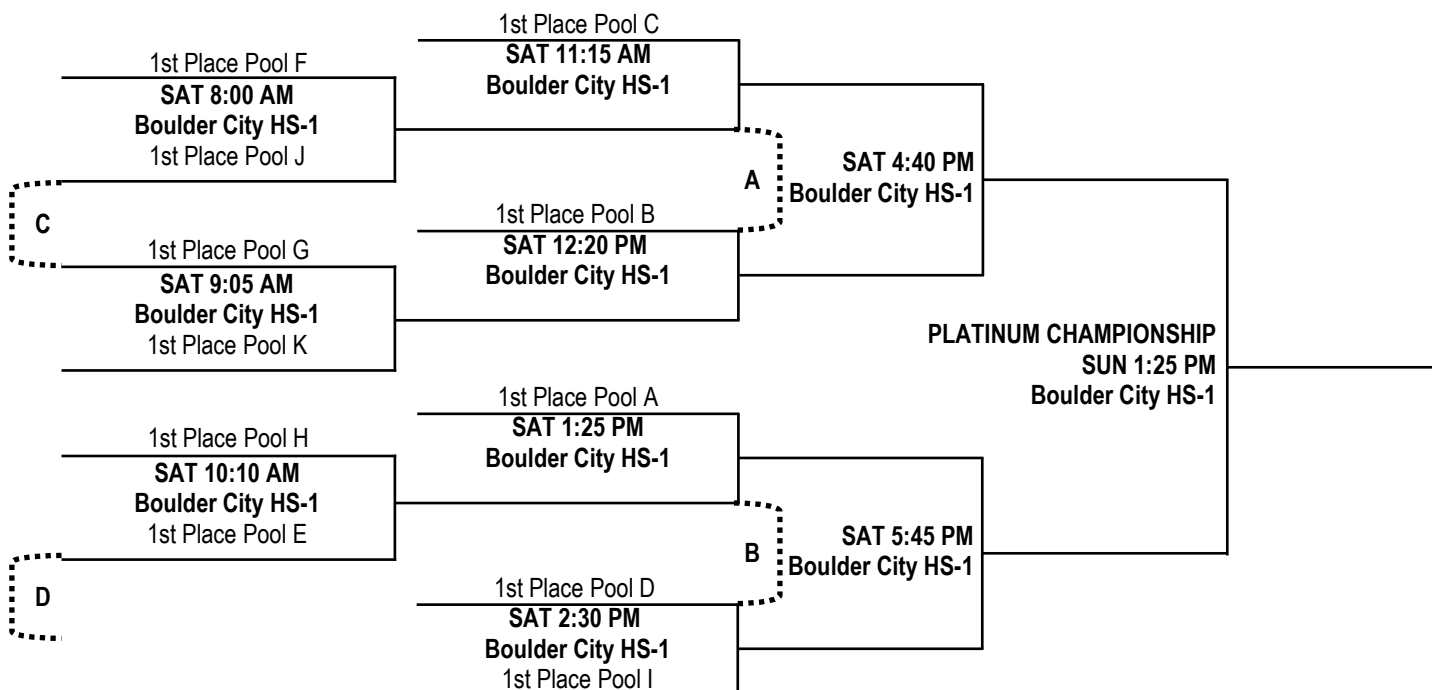 1st Place Pool C
SAT 11:15 AM
Boulder City HS-1
1st Place Pool F
SAT 8:00 AM
Boulder City HS-1
1st Place Pool J
A
SAT 4:40 PM
Boulder City HS-1
C
1st Place Pool B
SAT 12:20 PM
Boulder City HS-1
1st Place Pool G
SAT 9:05 AM
Boulder City HS-1
1st Place Pool K
PLATINUM CHAMPIONSHIP
SUN 1:25 PM
Boulder City HS-1
1st Place Pool A
SAT 1:25 PM
Boulder City HS-1
1st Place Pool H
SAT 10:10 AM
Boulder City HS-1
1st Place Pool E
B
SAT 5:45 PM
Boulder City HS-1
D
1st Place Pool D
SAT 2:30 PM
Boulder City HS-1
1st Place Pool I